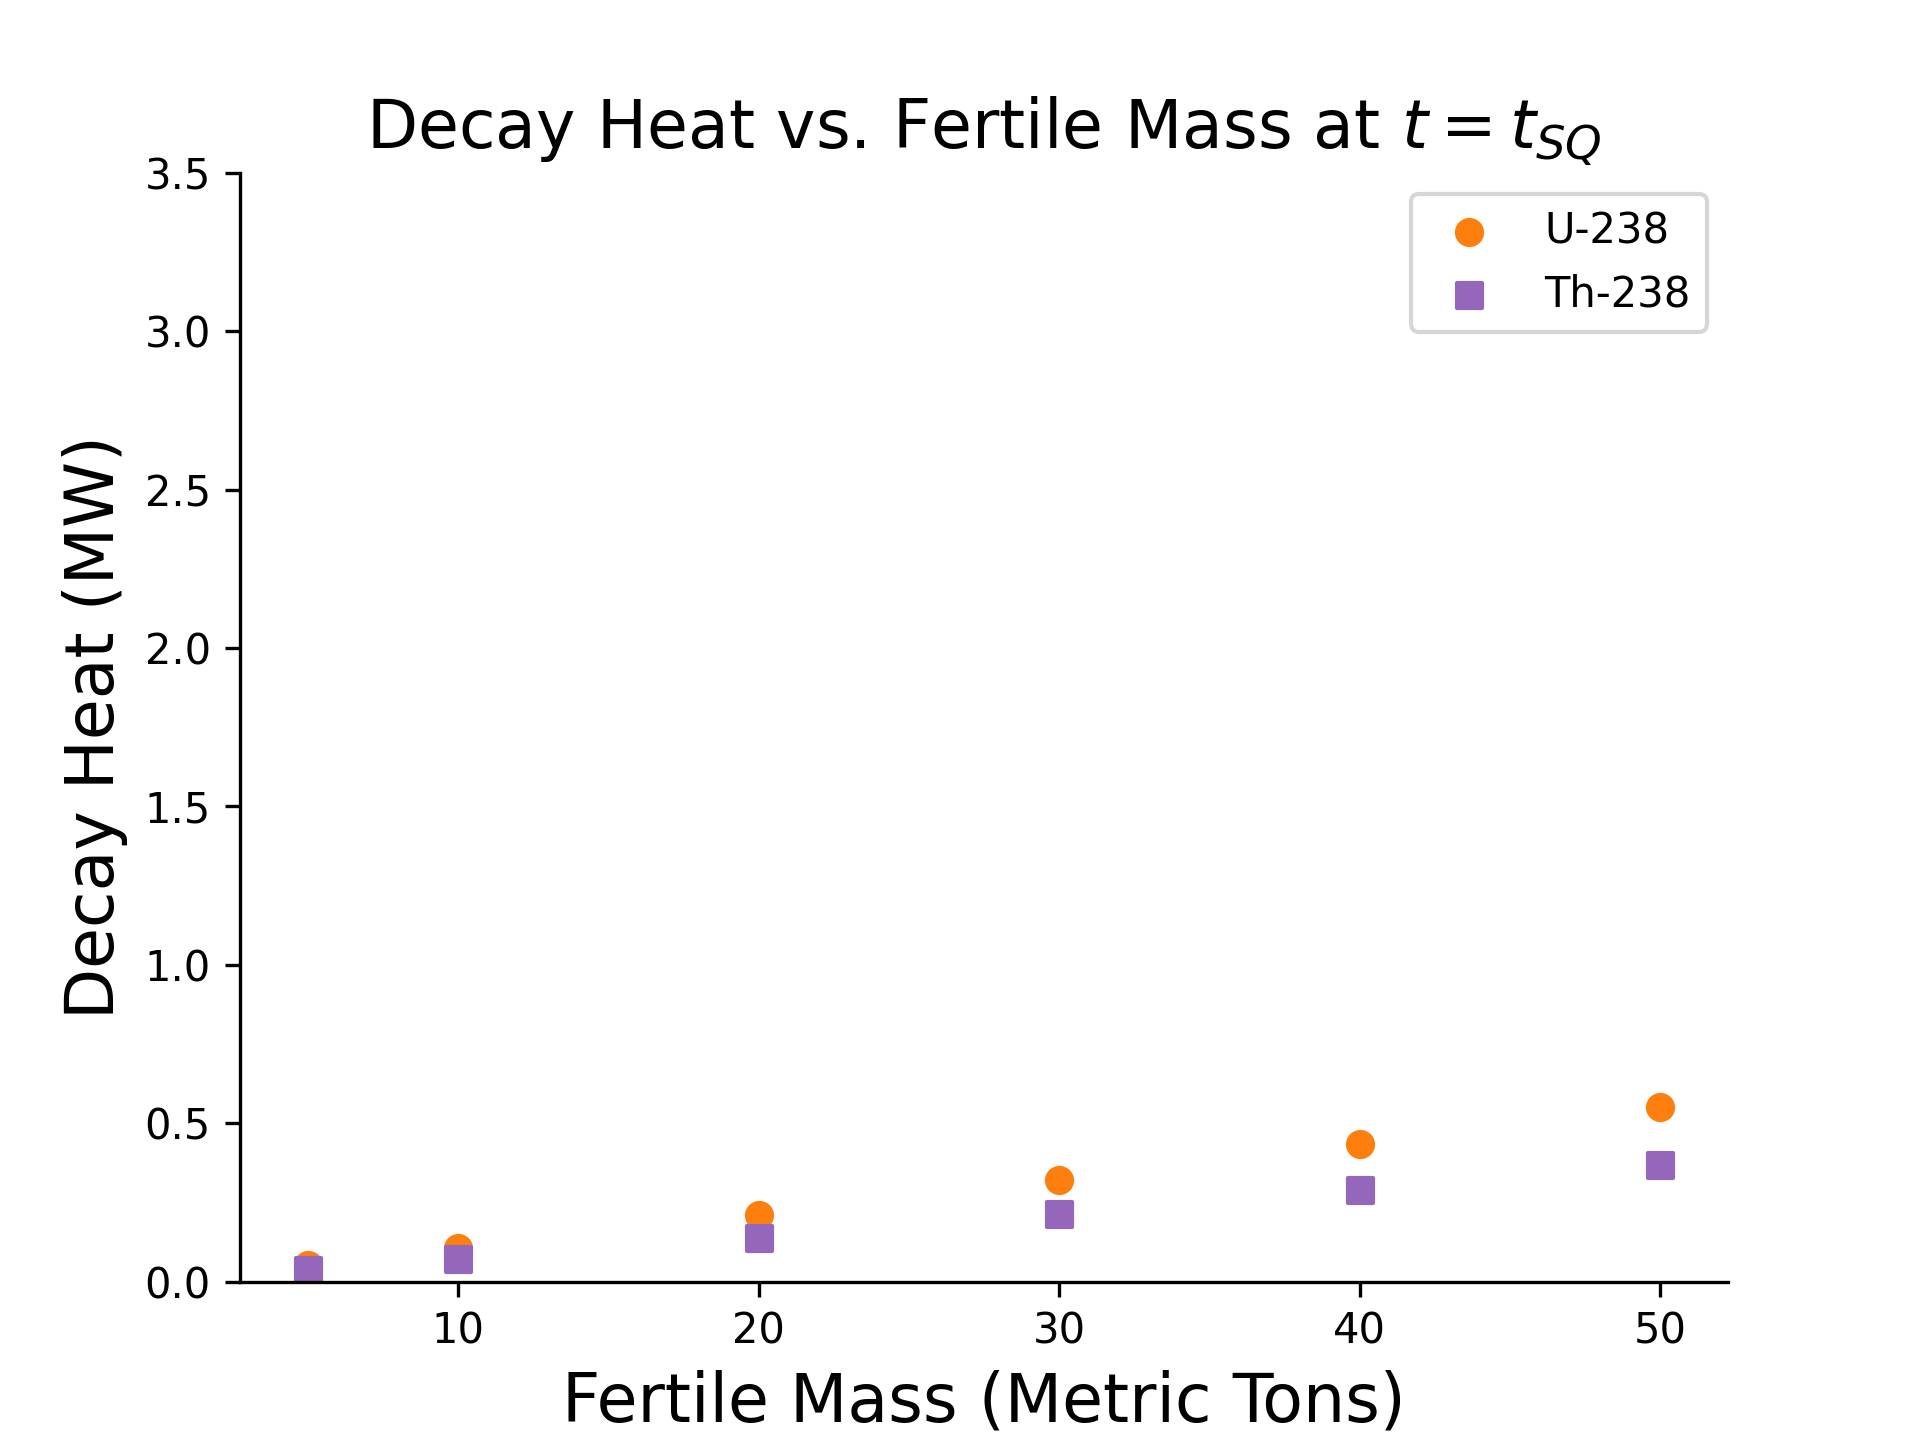 Decay Heat vs. Fertile Mass at t = t_SQ
U-238
Th-238
Decay Heat (MW)
3.5
3.0
2.5
2.0
1.5
1.0
0.5
0.0
10 20 30 40 50
Fertile Mass (Metric Tons)